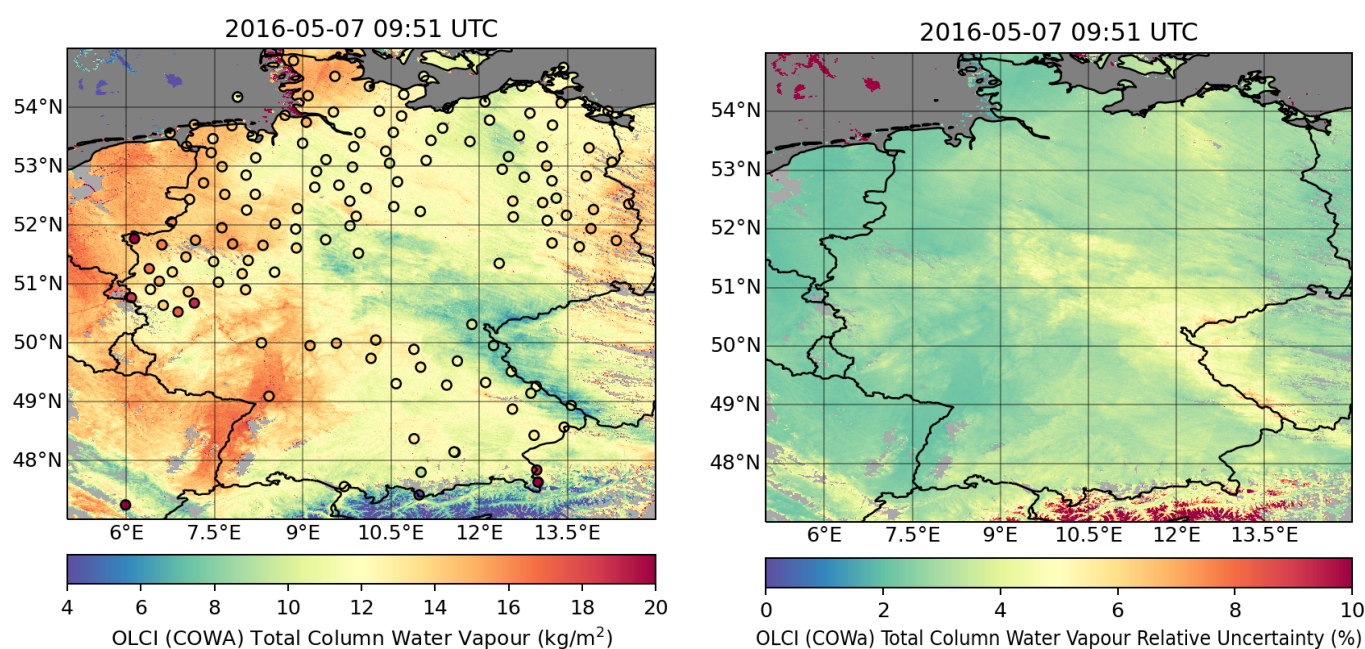 2016-05-07 09:51 UTC
54°N
53°N
52°N
51°N
50°N
49°N
48°N
6°E 7.5°E 9°E 10.5°E 12°E 13.5°E
4 6 8 10 12 14 16 18 20
OLCI (COWA) Total Column Water Vapour (kg/m²)
2016-05-07 09:51 UTC
54°N
53°N
52°N
51°N
50°N
49°N
48°N
6°E 7.5°E 9°E 10.5°E 12°E 13.5°E
0 2 4 6 8 10
OLCI (COWa) Total Column Water Vapour Relative Uncertainty (%)